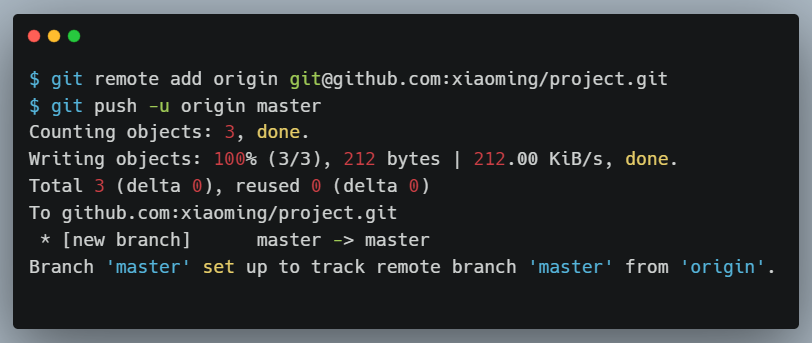 $ git remote add origin git@github.com:xiaoming/project.git
$ git push -u origin master
Counting objects: 3, done.
Writing objects: 100% (3/3), 212 bytes | 212.00 KiB/s, done.
Total 3 (delta 0), reused 0 (delta 0)
To github.com:xiaoming/project.git
 * [new branch]      master -> master
Branch 'master' set up to track remote branch 'master' from 'origin'.